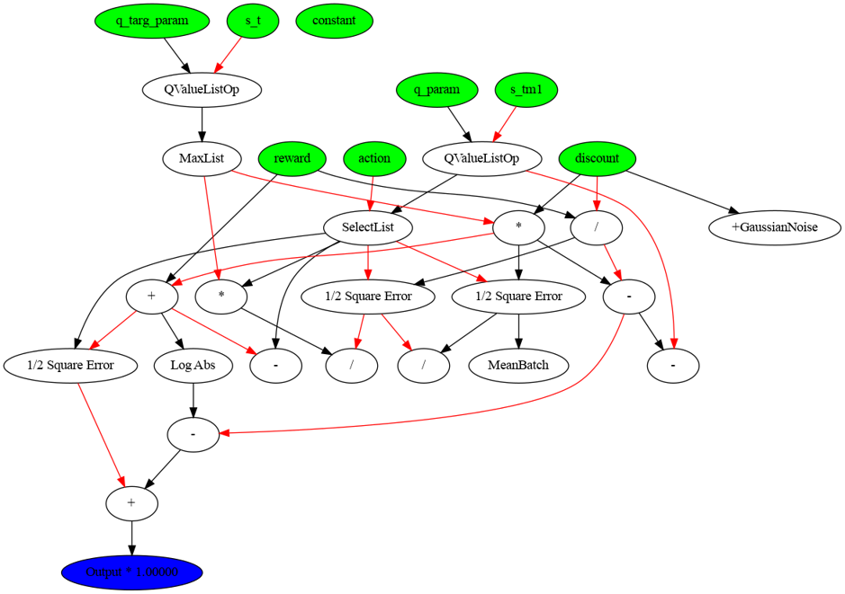 q_targ_param
s_t
constant
QValueListOp
q_param
s_tm1
MaxList
reward
action
QValueListOp
discount
SelectList
*
/
+GaussianNoise
+
*
1/2 Square Error
1/2 Square Error
-
1/2 Square Error
Log Abs
-
/
/
MeanBatch
-
-
+
Output * 1.00000